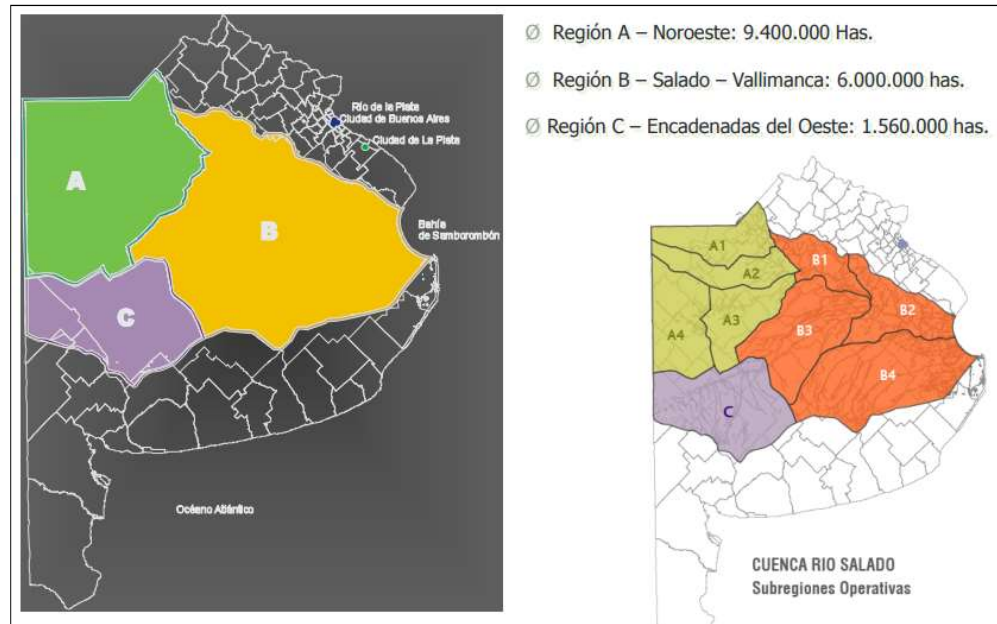 A
B
C
Río de la Plata
Ciudad de Buenos Aires
Ciudad de La Plata
Bahía
de Samborombón
Océano Atlántico
Ø Región A – Noroeste: 9.400.000 Has.
Ø Región B – Salado – Vallimanca: 6.000.000 has.
Ø Región C – Encadenadas del Oeste: 1.560.000 has.
A1
A2
A3
A4
B1
B2
B3
B4
C
CUENCA RIO SALADO
Subregiones Operativas